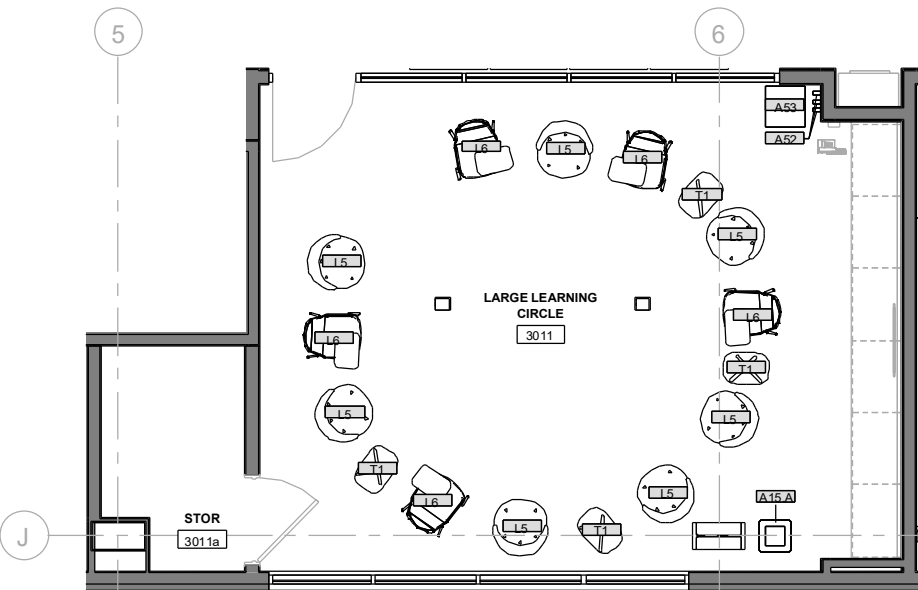 5
6
A53
A52
L6
L5
L6
T1
L5
L5
LARGE LEARNING
CIRCLE
3011
L6
L6
T1
L5
L5
T1
L6
L5
A15.A
L5
T1
STOR
3011a
J